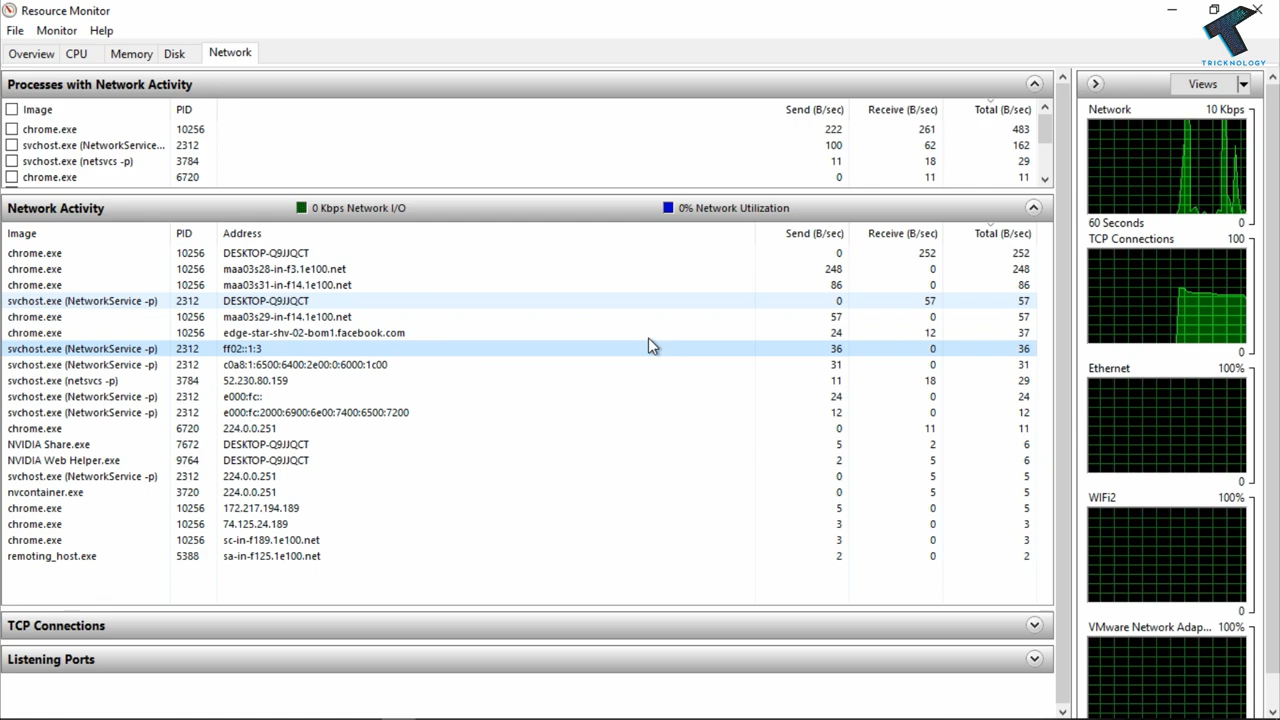 Resource Monitor
File Monitor Help
TRICKNOLOGY
Overview CPU Memory Disk Network
Processes with Network Activity
Image PID Send (B/sec) Receive (B/sec) Total (B/sec)
chrome.exe 10256 222 261 483
svchost.exe (NetworkService... 2312 100 62 162
svchost.exe (netsvcs -p) 3784 11 18 29
chrome.exe 6720 0 11 11
Network Activity 0 Kbps Network I/O 0% Network Utilization
Image PID Address Send (B/sec) Receive (B/sec) Total (B/sec)
chrome.exe 10256 DESKTOP-Q9JJQCT 0 252 252
chrome.exe 10256 maa03s28-in-f3.1e100.net 248 0 248
chrome.exe 10256 maa03s31-in-f14.1e100.net 86 0 86
svchost.exe (NetworkService -p) 2312 DESKTOP-Q9JJQCT 0 57 57
chrome.exe 10256 maa03s29-in-f14.1e100.net 57 0 57
chrome.exe 10256 edge-star-shv-02-bom1.facebook.com 24 12 37
svchost.exe (NetworkService -p) 2312 ff02::1:3 36 0 36
svchost.exe (NetworkService -p) 2312 c0a8:1:6500:6400:2e00:0:6000:1c00 31 0 31
svchost.exe (netsvcs -p) 3784 52.230.80.159 11 18 29
svchost.exe (NetworkService -p) 2312 e000:fc:: 24 0 24
svchost.exe (NetworkService -p) 2312 e000:fc:2000:6900:6e00:7400:6500:7200 12 0 12
chrome.exe 6720 224.0.0.251 0 11 11
NVIDIA Share.exe 7672 DESKTOP-Q9JJQCT 5 2 6
NVIDIA Web Helper.exe 9764 DESKTOP-Q9JJQCT 2 5 6
svchost.exe (NetworkService -p) 2312 224.0.0.251 0 5 5
nvcontainer.exe 3720 224.0.0.251 0 5 5
chrome.exe 10256 172.217.194.189 5 0 5
chrome.exe 10256 74.125.24.189 3 0 3
chrome.exe 10256 sc-in-f189.1e100.net 3 0 3
remoting_host.exe 5388 sa-in-f125.1e100.net 2 0 2
TCP Connections
Listening Ports
Views
Network 10 Kbps
60 Seconds 0
TCP Connections 100
0
Ethernet 100%
0
WIFi2 100%
0
VMware Network Adap... 100%